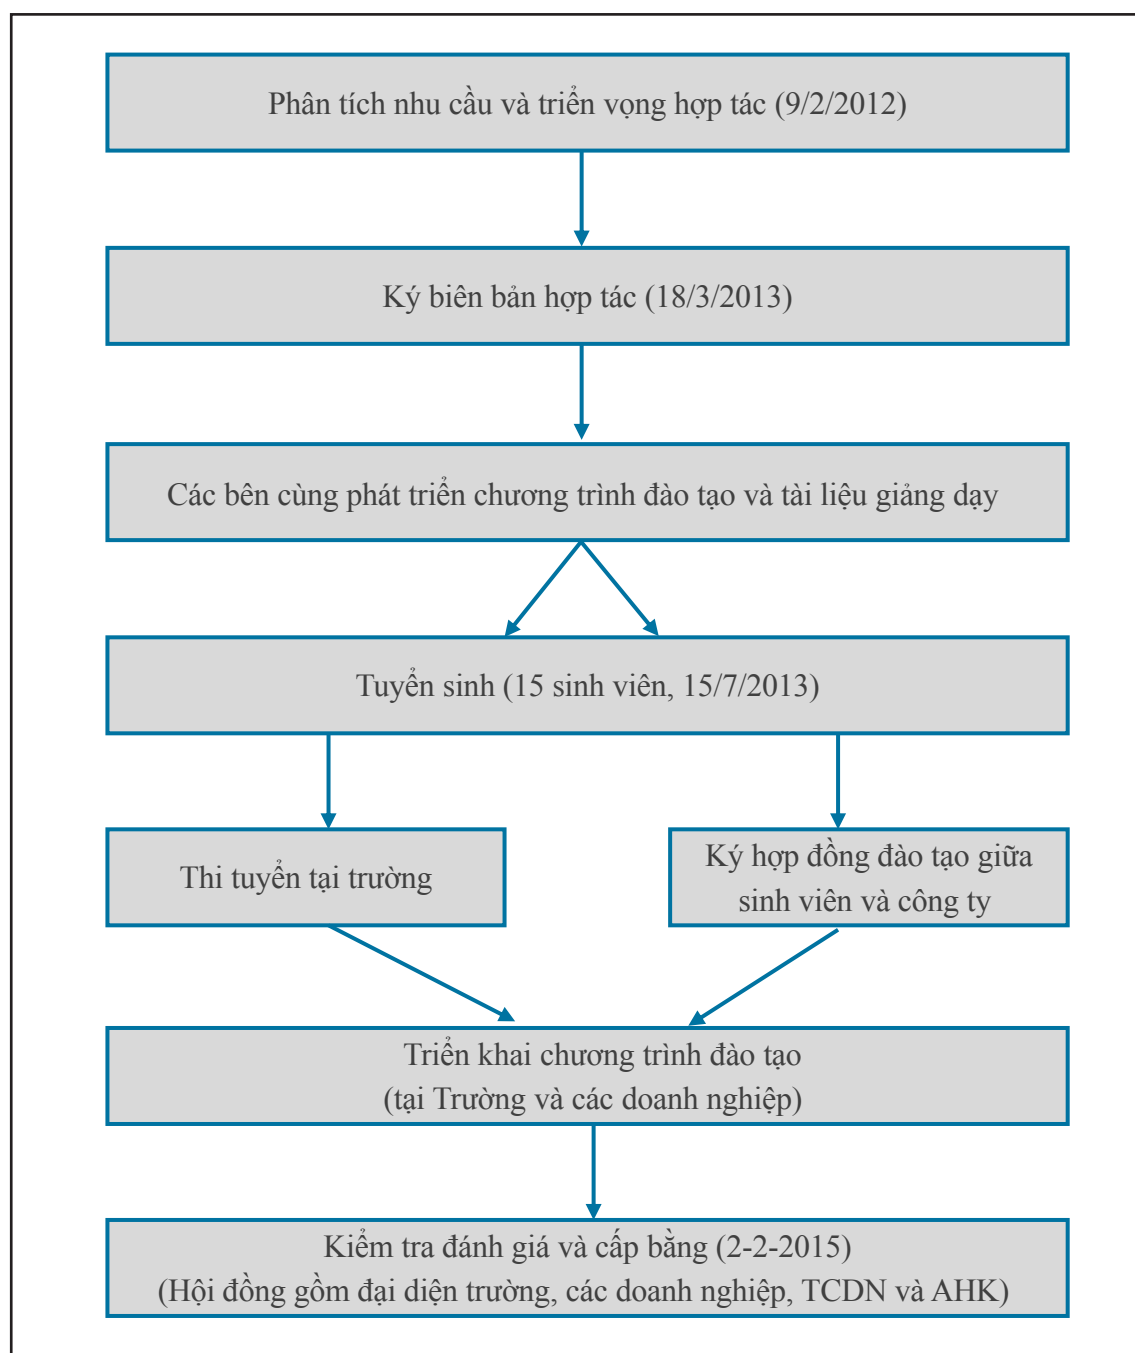 Phân tích nhu cầu và triển vọng hợp tác (9/2/2012)
Ký biên bản hợp tác (18/3/2013)
Các bên cùng phát triển chương trình đào tạo và tài liệu giảng dạy
Tuyển sinh (15 sinh viên, 15/7/2013)
Thi tuyển tại trường
Ký hợp đồng đào tạo giữa
sinh viên và công ty
Triển khai chương trình đào tạo
(tại Trường và các doanh nghiệp)
Kiểm tra đánh giá và cấp bằng (2-2-2015)
(Hội đồng gồm đại diện trường, các doanh nghiệp, TCDN và AHK)